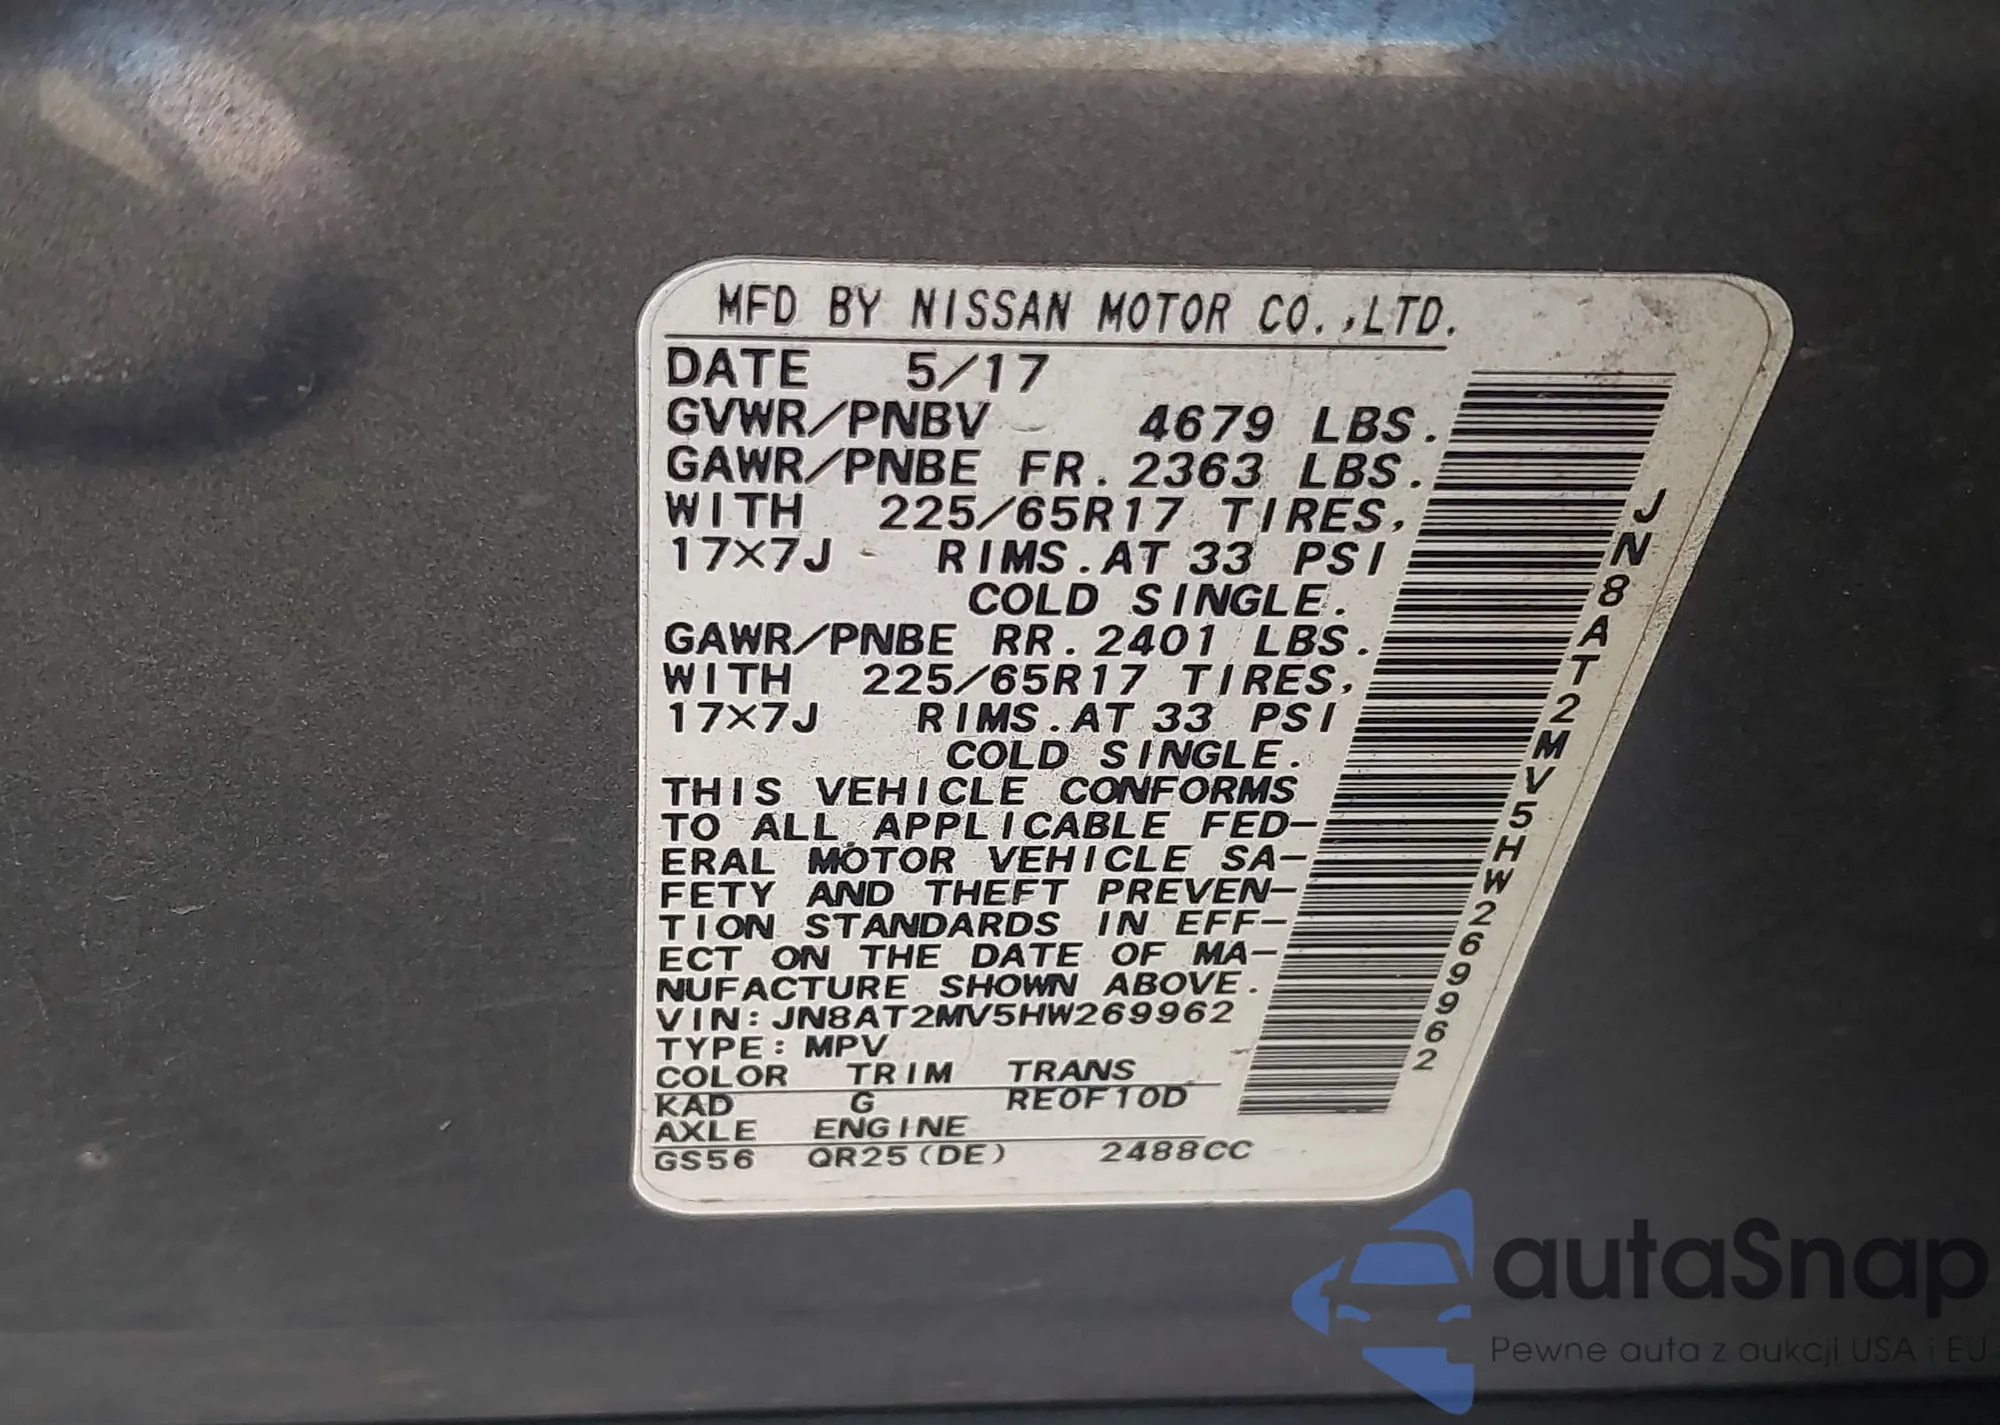 MFD BY NISSAN MOTOR CO.,LTD.
DATE 5/17
GVWR/PNBV 4679 LBS.
GAWR/PNBE FR. 2363 LBS.
WITH 225/65R17 TIRES,
17×7J RIMS.AT 33 PSI
COLD SINGLE.
GAWR/PNBE RR. 2401 LBS.
WITH 225/65R17 TIRES,
17×7J RIMS.AT 33 PSI
COLD SINGLE.
THIS VEHICLE CONFORMS
TO ALL APPLICABLE FED-
ERAL MOTOR VEHICLE SA-
FETY AND THEFT PREVEN-
TION STANDARDS IN EFF-
ECT ON THE DATE OF MA-
NUFACTURE SHOWN ABOVE.
VIN:JN8AT2MV5HW269962
TYPE:MPV
COLOR TRIM TRANS
KAD G RE0F10D
AXLE ENGINE
GS56 QR25(DE) 2488CC
JN8AT2MV5HW269962
autaSnap
Pewne auta z aukcji USA i EU